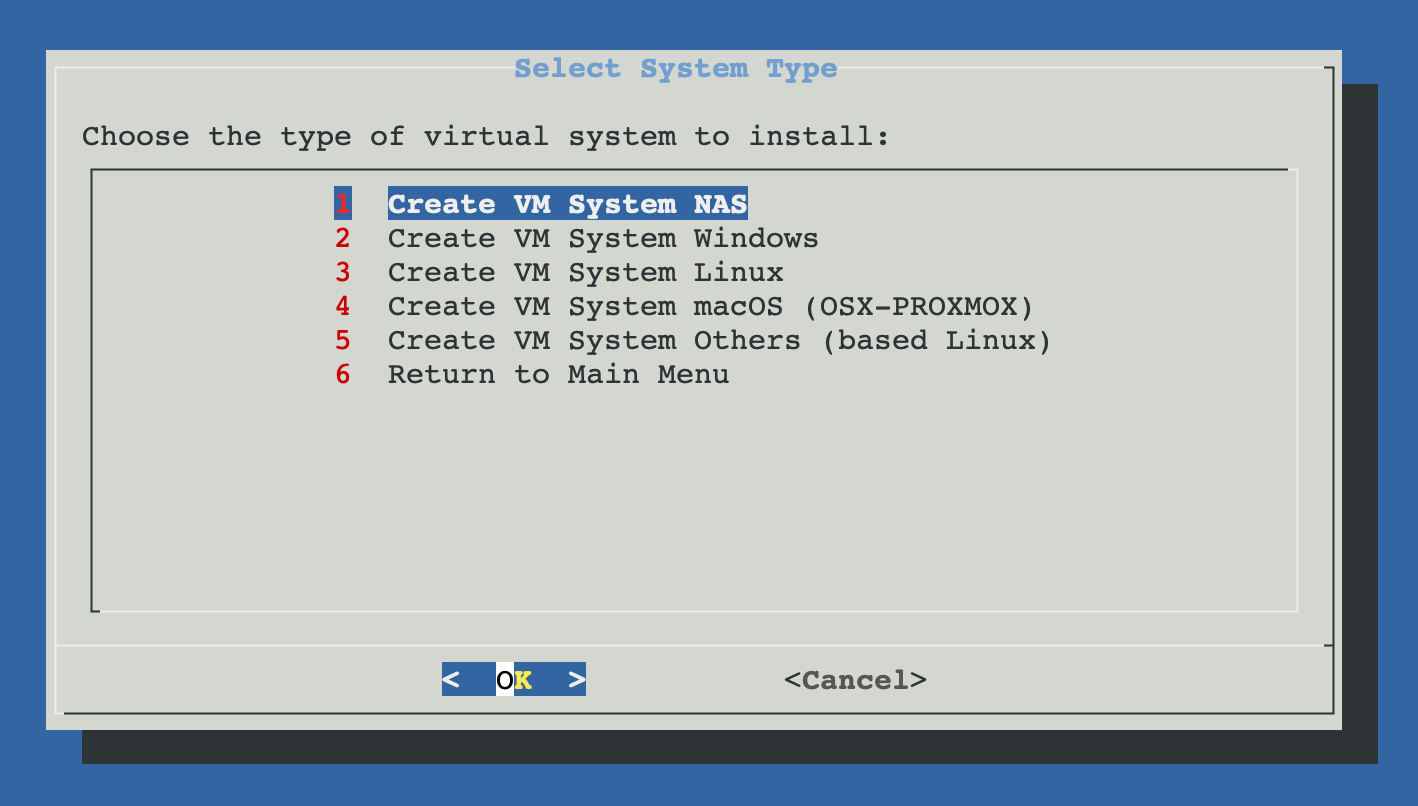 Select System Type
Choose the type of virtual system to install:
1 Create VM System NAS
2 Create VM System Windows
3 Create VM System Linux
4 Create VM System macOS (OSX-PROXMOX)
5 Create VM System Others (based Linux)
6 Return to Main Menu
<  OK  > <Cancel>